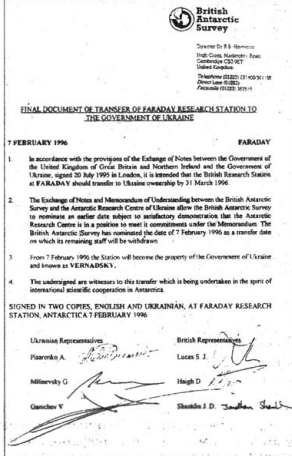 British
Antarctic
Survey
High Cross, Madingley Road
Cambridge CB3 0ET
United Kingdom
FINAL DOCUMENT OF TRANSFER OF FARADAY RESEARCH STATION TO
THE GOVERNMENT OF UKRAINE
7 FEBRUARY 1996 FARADAY
1 In accordance with the provisions of the Exhange of Notes between the Government of
the United Kingdom of Great Britain and Northern Ireland and the Government of
Ukraine, signed 20 July 1995 in London, it is intended that the British Research Station
at FARADAY should transfer to Ukraine ownership by 31 March 1996.
2. The Exchange of Notes and Memorandum of Understanding between the British Antarctic
Survey and the Antarctic Research Centre of Ukraine allow the British Antarctic Survey
to nominate an earlier date subject to satisfactory demonstration that the Antarctic
Research Centre is in a position to meet it commitments under the Memorandum. The
British Antarctic Survey has nominated the date of 7 February 1996 as a transfer date
on which its remaining staff will be withdrawn
3 From 7 February 1996 the Station will become the property of the Government of Ukraine
and known as VERNADSKY.
4. The undersigned are witnesses to this transfer which is being undertaken in the spirit of
international scientific cooperation in Antarctica.
SIGNED IN TWO COPIES, ENGLISH AND UKRAINIAN, AT FARADAY RESEARCH
STATION, ANTARCTICA 7 FEBRUARY 1996
Ukranian Representatives British Representatives
Pisarenko A. Lucas S. J.
Milinevsky G Haigh D
Ganichev V Shanklin J D. Jonathan Shanklin